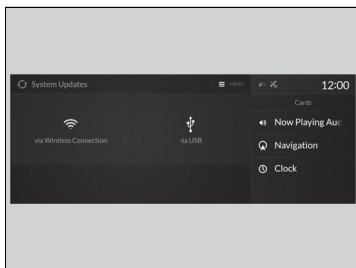 System Updates
MENU
12:00
Cards
via Wireless Connection
via USB
Now Playing Aud
Navigation
Clock